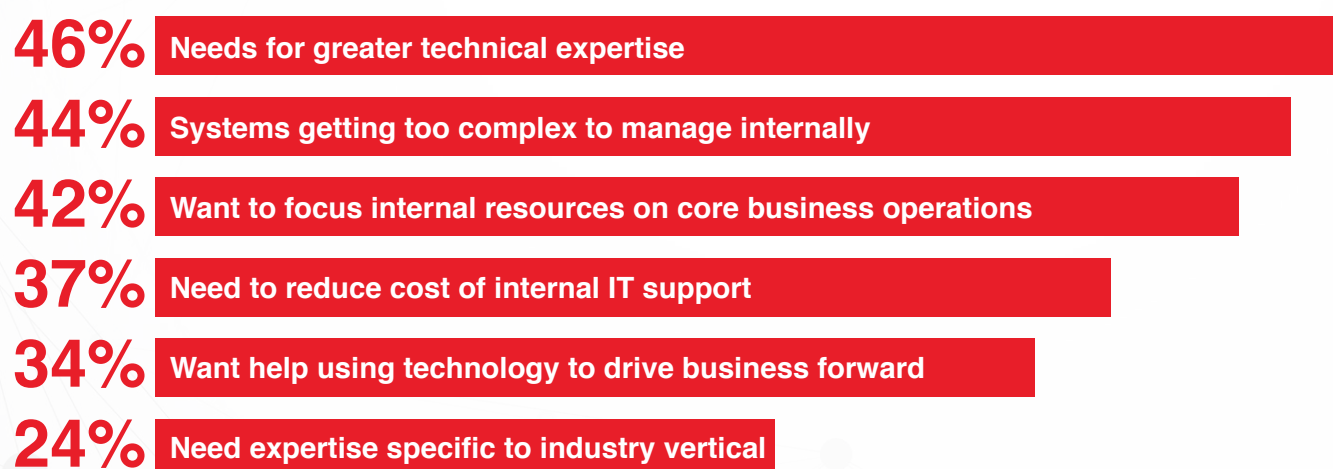 46% Needs for greater technical expertise
44% Systems getting too complex to manage internally
42% Want to focus internal resources on core business operations
37% Need to reduce cost of internal IT support
34% Want help using technology to drive business forward
24% Need expertise specific to industry vertical